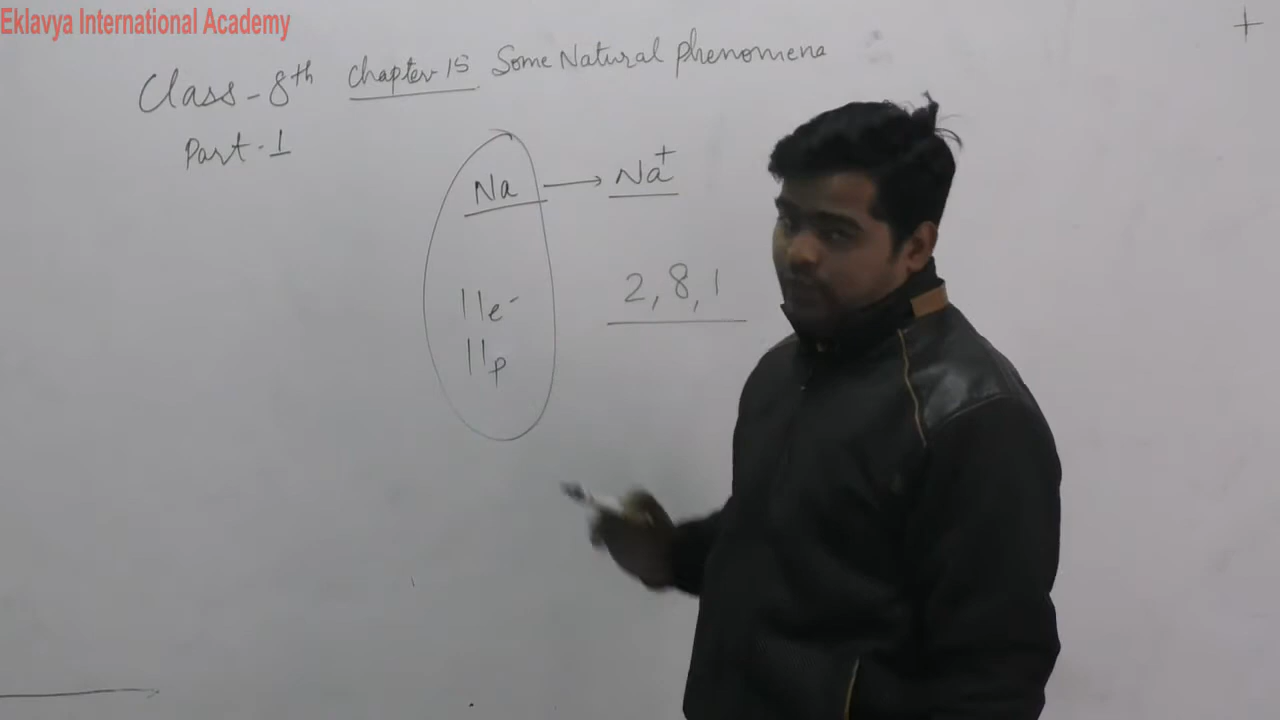 Eklavya International Academy
+
Class - 8th Chapter 15 Some Natural Phenomena
Part - 1
Na → Na+
2, 8, 1
11e-
11p